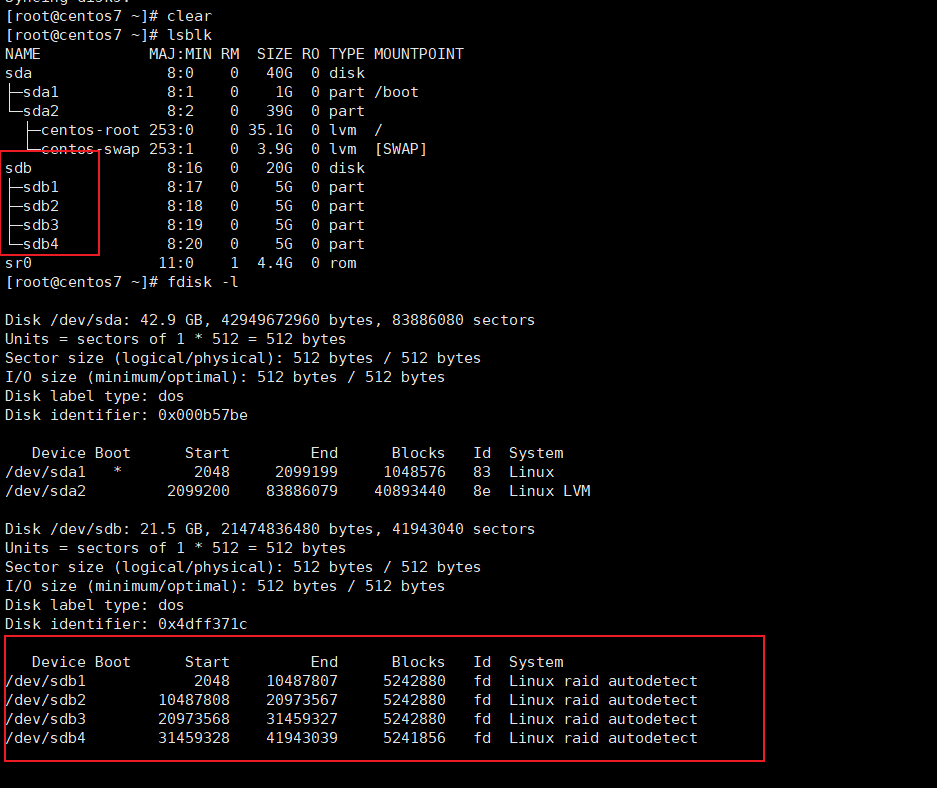 Syncing disks.
[root@centos7 ~]# clear
[root@centos7 ~]# lsblk
NAME            MAJ:MIN RM  SIZE RO TYPE MOUNTPOINT
sda               8:0    0   40G  0 disk
├─sda1            8:1    0    1G  0 part /boot
└─sda2            8:2    0   39G  0 part
  ├─centos-root 253:0    0 35.1G  0 lvm  /
  └─centos-swap 253:1    0  3.9G  0 lvm  [SWAP]
sdb               8:16   0   20G  0 disk
├─sdb1            8:17   0    5G  0 part
├─sdb2            8:18   0    5G  0 part
├─sdb3            8:19   0    5G  0 part
└─sdb4            8:20   0    5G  0 part
sr0              11:0    1  4.4G  0 rom
[root@centos7 ~]# fdisk -l

Disk /dev/sda: 42.9 GB, 42949672960 bytes, 83886080 sectors
Units = sectors of 1 * 512 = 512 bytes
Sector size (logical/physical): 512 bytes / 512 bytes
I/O size (minimum/optimal): 512 bytes / 512 bytes
Disk label type: dos
Disk identifier: 0x000b57be

   Device Boot      Start         End      Blocks   Id  System
/dev/sda1   *        2048     2099199     1048576   83  Linux
/dev/sda2         2099200    83886079    40893440   8e  Linux LVM

Disk /dev/sdb: 21.5 GB, 21474836480 bytes, 41943040 sectors
Units = sectors of 1 * 512 = 512 bytes
Sector size (logical/physical): 512 bytes / 512 bytes
I/O size (minimum/optimal): 512 bytes / 512 bytes
Disk label type: dos
Disk identifier: 0x4dff371c

   Device Boot      Start         End      Blocks   Id  System
/dev/sdb1            2048    10487807     5242880   fd  Linux raid autodetect
/dev/sdb2        10487808    20973567     5242880   fd  Linux raid autodetect
/dev/sdb3        20973568    31459327     5242880   fd  Linux raid autodetect
/dev/sdb4        31459328    41943039     5241856   fd  Linux raid autodetect